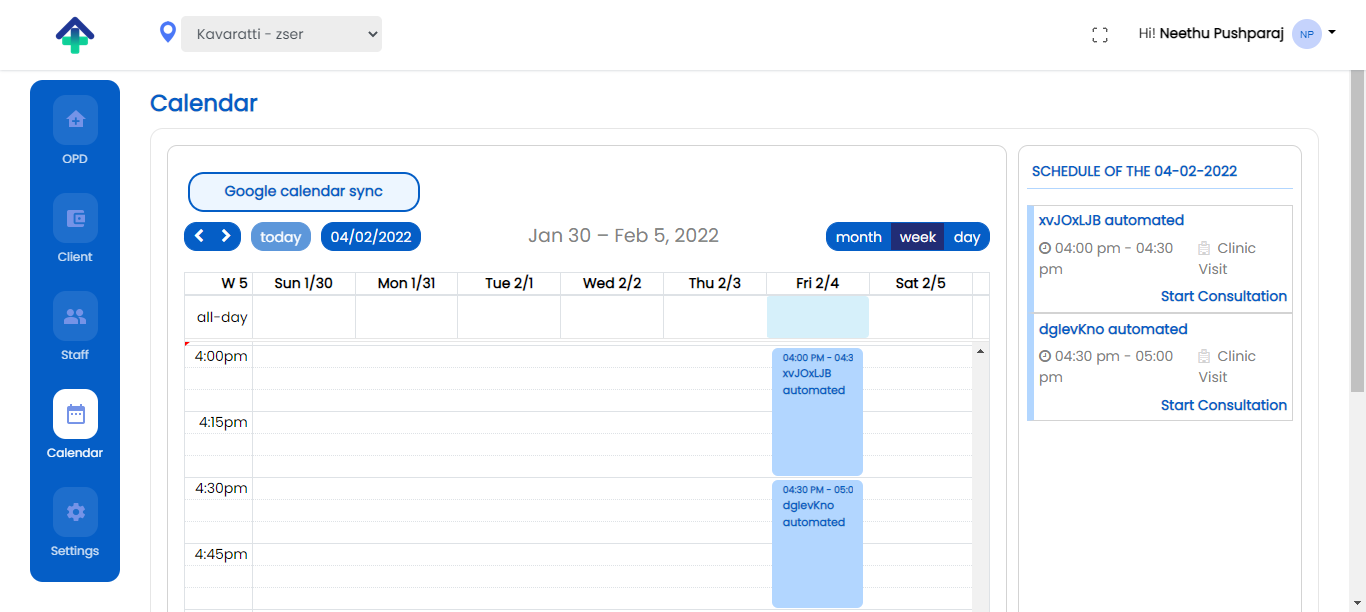 Kavaratti - zser
Hi! Neethu Pushparaj NP
OPD
Client
Staff
Calendar
Settings
Calendar
Google calendar sync
today 04/02/2022
Jan 30 – Feb 5, 2022
month week day
W 5 Sun 1/30 Mon 1/31 Tue 2/1 Wed 2/2 Thu 2/3 Fri 2/4 Sat 2/5
all-day
4:00pm
4:15pm
4:30pm
4:45pm
04:00 PM - 04:3
xvJOxLJB
automated
04:30 PM - 05:0
dglevKno
automated
SCHEDULE OF THE 04-02-2022
xvJOxLJB automated
04:00 pm - 04:30
pm
Clinic
Visit
Start Consultation
dglevKno automated
04:30 pm - 05:00
pm
Clinic
Visit
Start Consultation